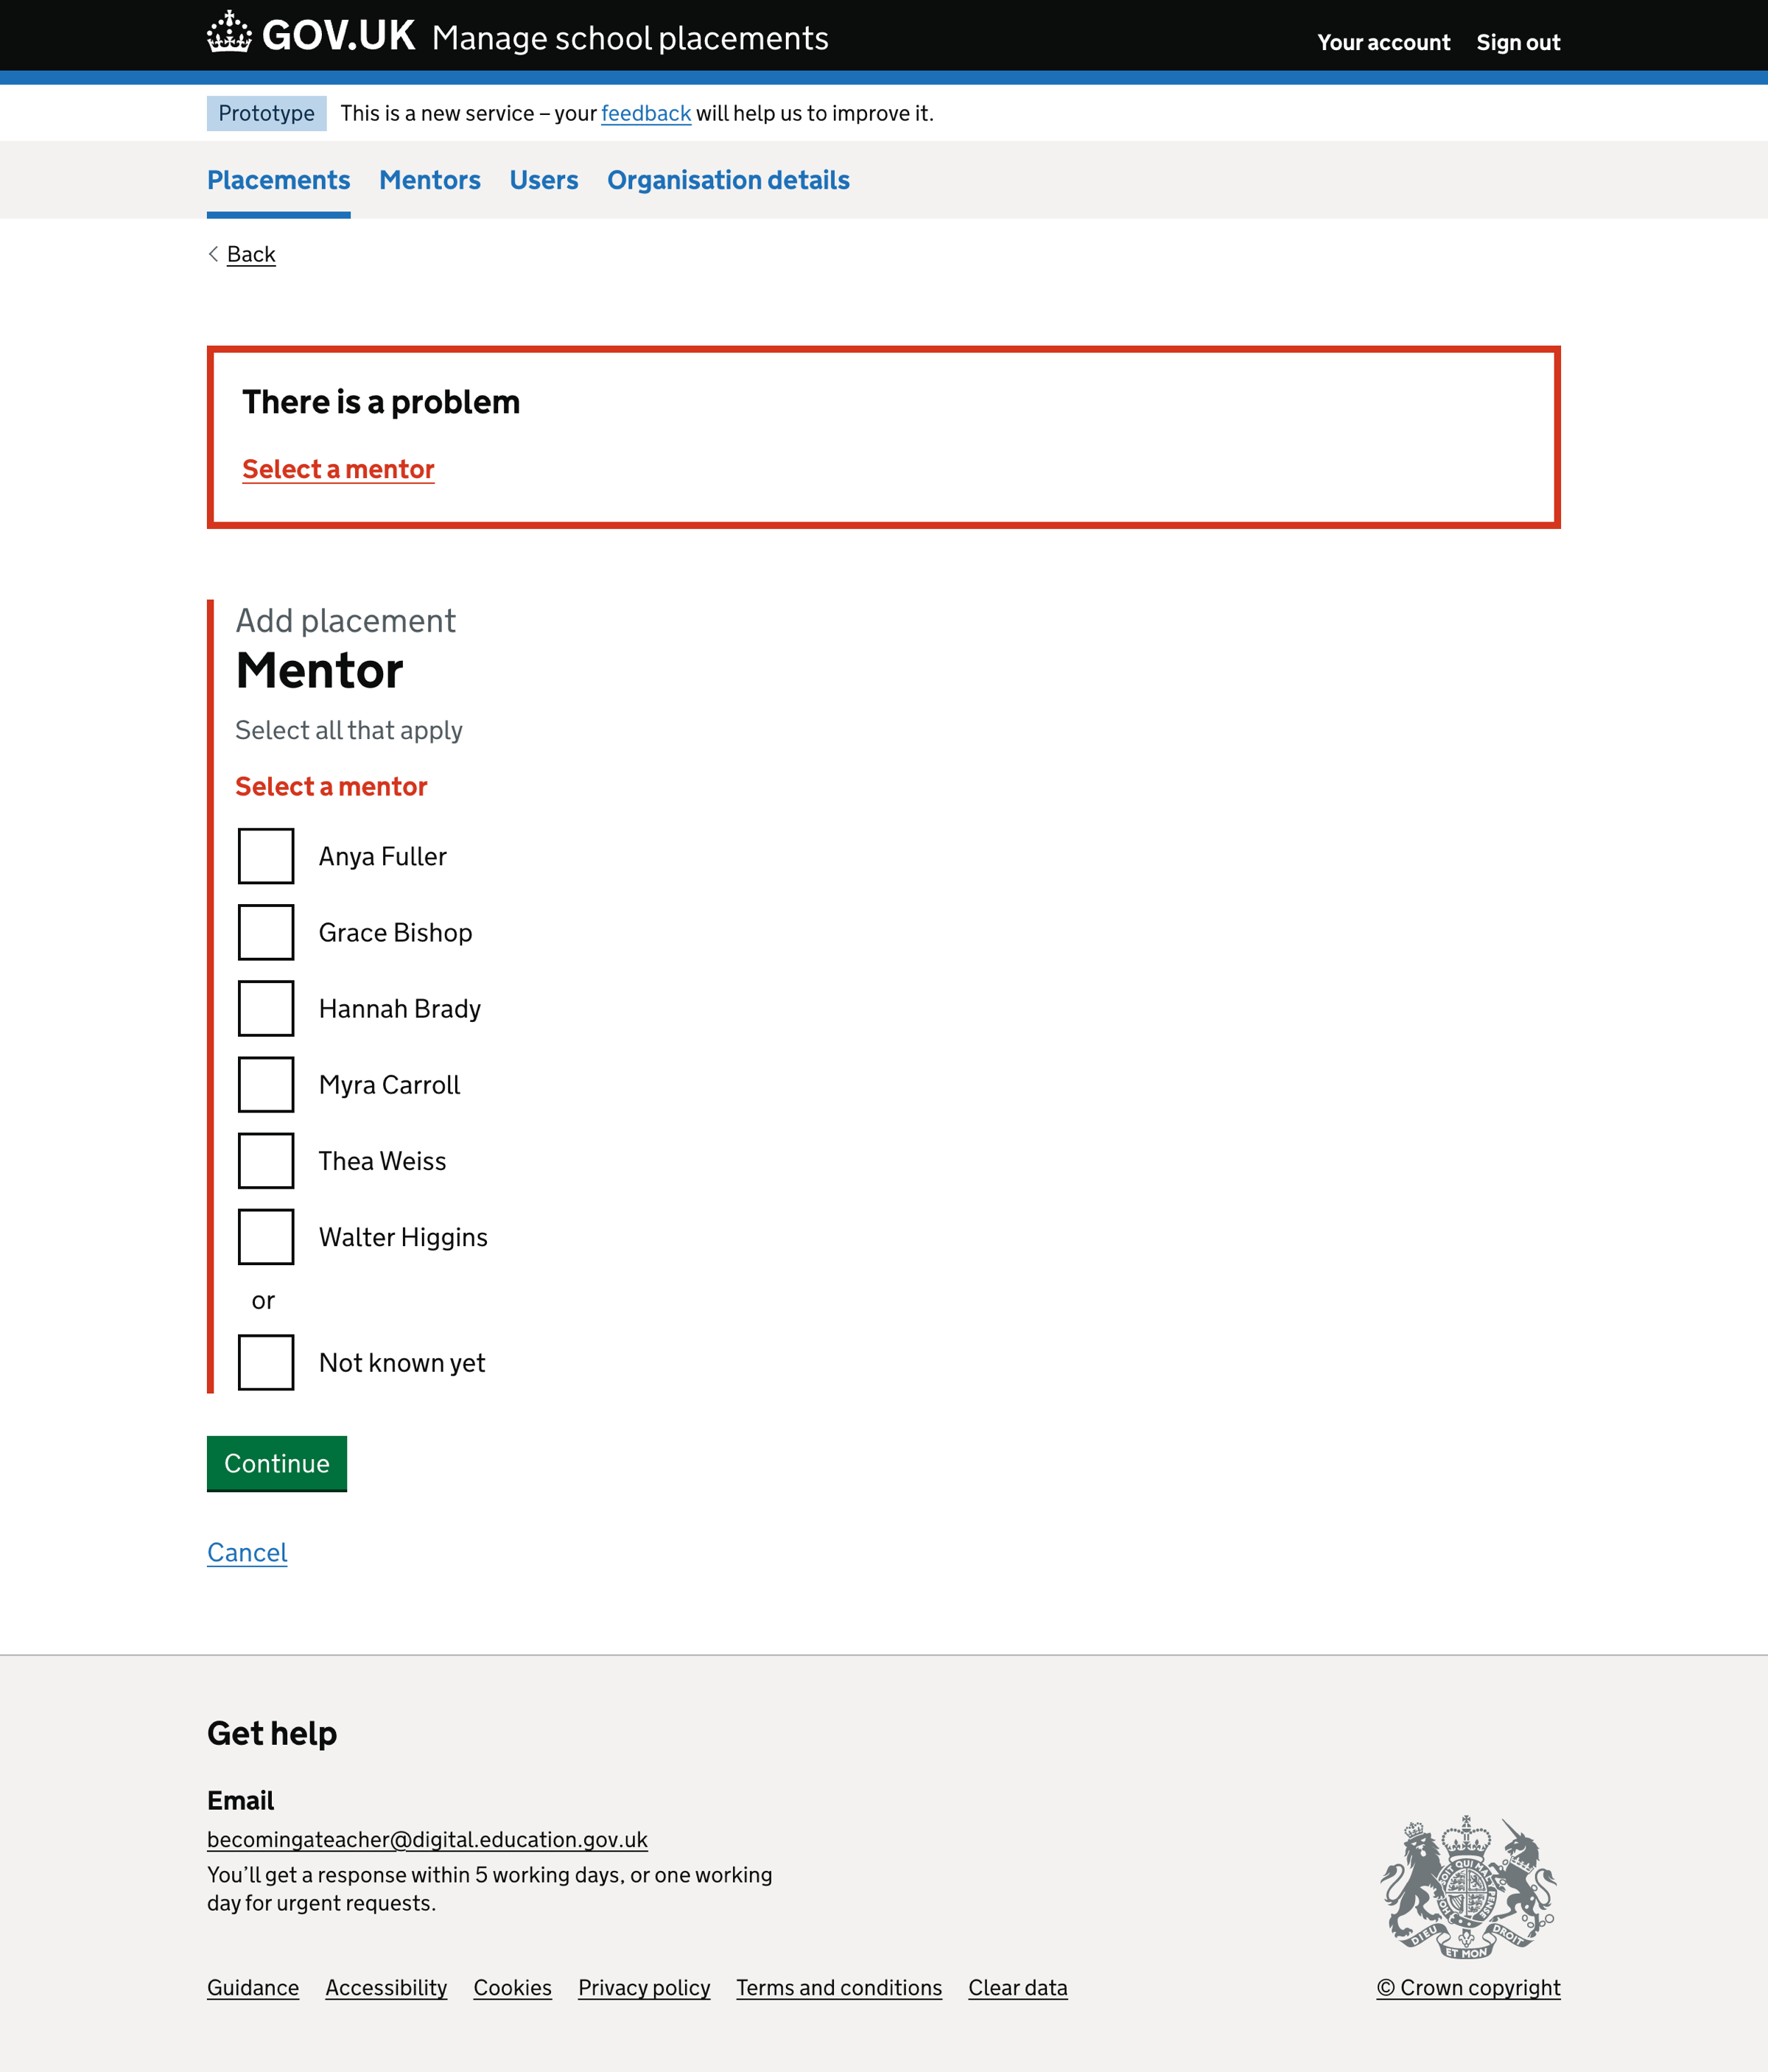 GOV.UK Manage school placements Your account Sign out
Prototype This is a new service – your feedback will help us to improve it.
Placements Mentors Users Organisation details
Back
There is a problem
Select a mentor
Add placement
Mentor
Select all that apply
Select a mentor
Anya Fuller
Grace Bishop
Hannah Brady
Myra Carroll
Thea Weiss
Walter Higgins
or
Not known yet
Continue
Cancel
Get help
Email
becomingateacher@digital.education.gov.uk
You’ll get a response within 5 working days, or one working
day for urgent requests.
DIEU ET MON DROIT
Guidance Accessibility Cookies Privacy policy Terms and conditions Clear data © Crown copyright